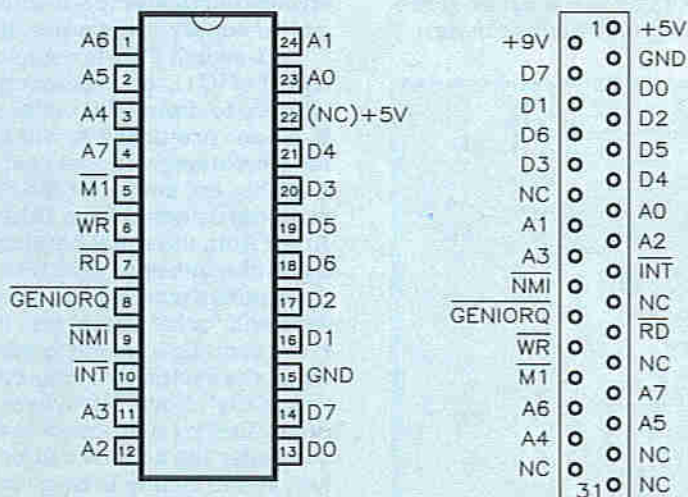 A6 1 24 A1
A5 2 23 A0
A4 3 22 (NC)+5V
A7 4 21 D4
M1 5 20 D3
WR 6 19 D5
RD 7 18 D6
GENIORQ 8 17 D2
NMI 9 16 D1
INT 10 15 GND
A3 11 14 D7
A2 12 13 D0
1 +5V
+9V
GND
D7
D0
D1
D2
D6
D5
D3
D4
NC
A0
A1
A2
A3
INT
NMI
NC
GENIORQ
RD
WR
NC
M1
A7
A6
A5
A4
NC
NC
31 NC